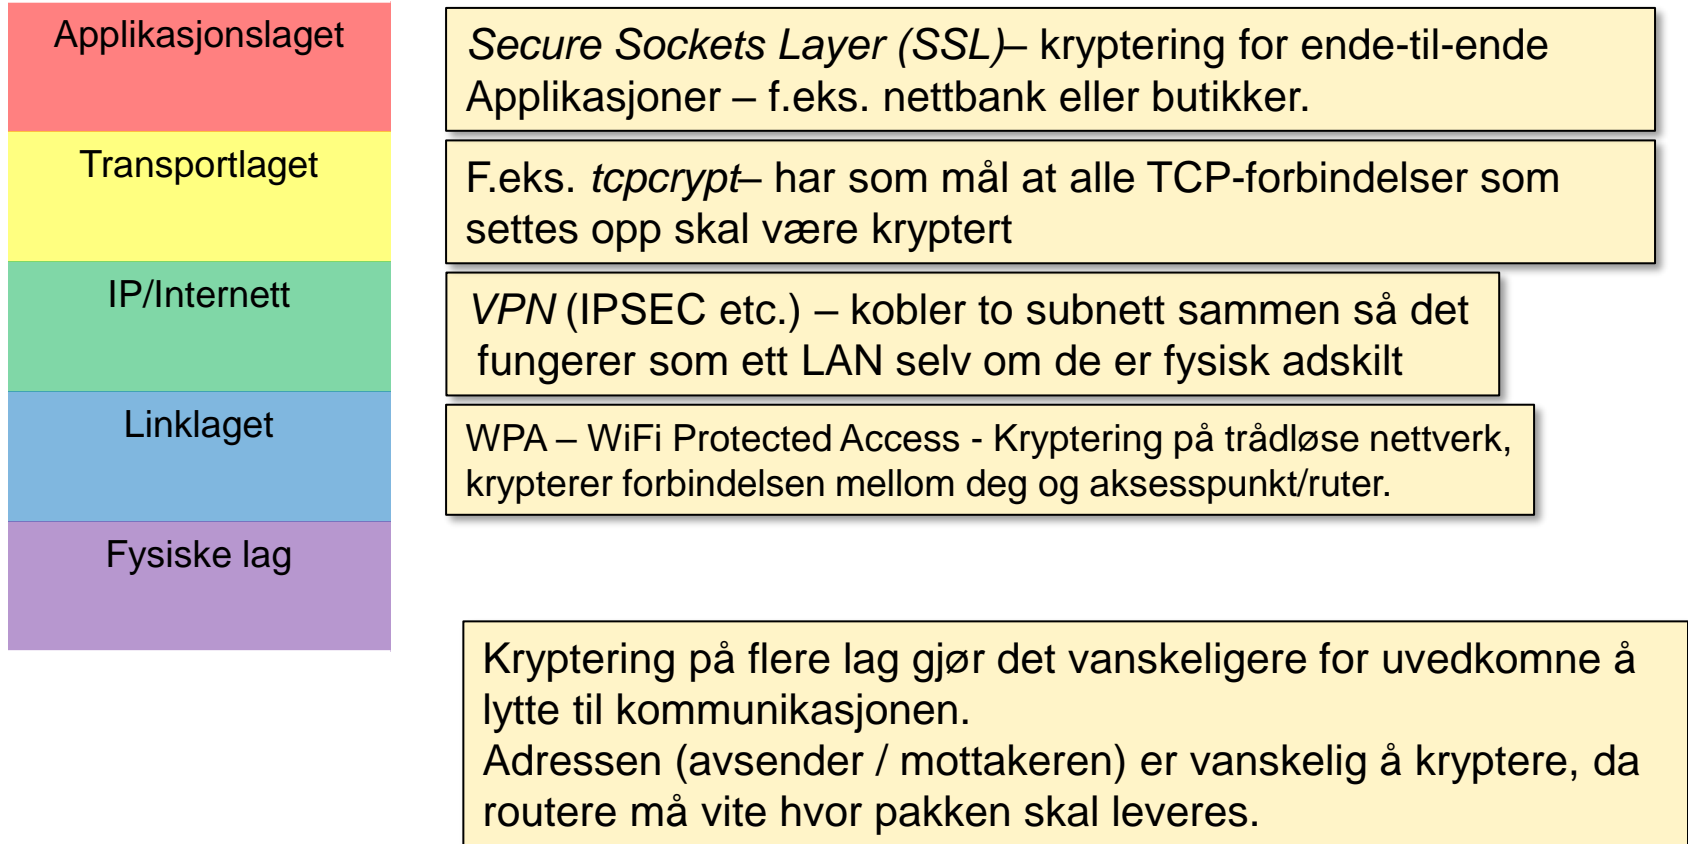 Applikasjonslaget
Secure Sockets Layer (SSL)– kryptering for ende-til-ende
Applikasjoner – f.eks. nettbank eller butikker.
Transportlaget
F.eks. tcpcrypt– har som mål at alle TCP-forbindelser som
settes opp skal være kryptert
IP/Internett
VPN (IPSEC etc.) – kobler to subnett sammen så det
fungerer som ett LAN selv om de er fysisk adskilt
Linklaget
WPA – WiFi Protected Access - Kryptering på trådløse nettverk,
krypterer forbindelsen mellom deg og aksesspunkt/ruter.
Fysiske lag
Kryptering på flere lag gjør det vanskeligere for uvedkomne å
lytte til kommunikasjonen.
Adressen (avsender / mottakeren) er vanskelig å kryptere, da
routere må vite hvor pakken skal leveres.